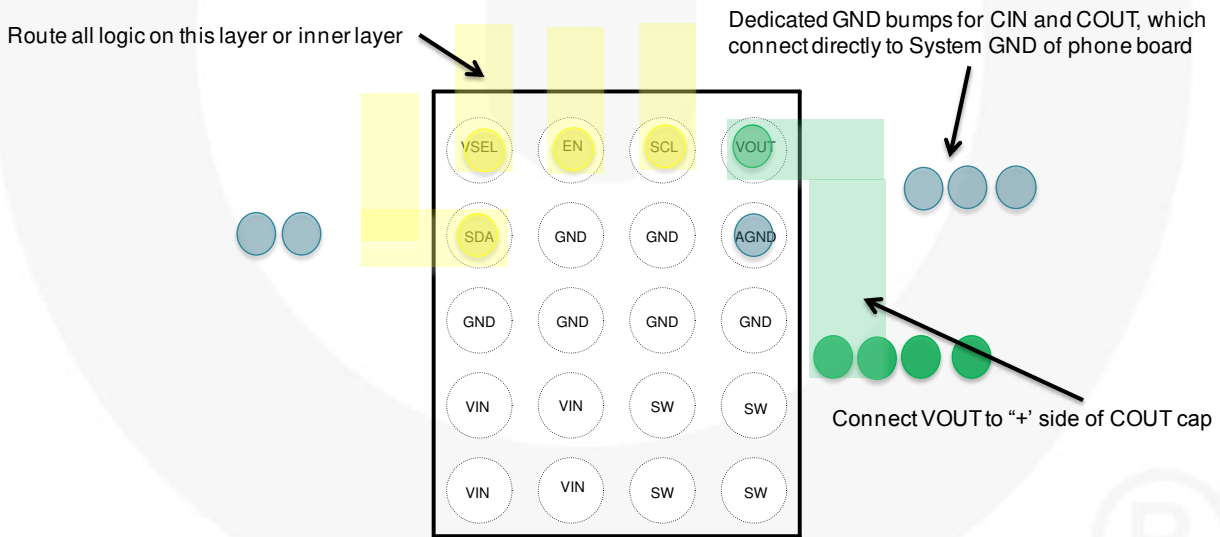 Route all logic on this layer or inner layer
Dedicated GND bumps for CIN and COUT, which
connect directly to System GND of phone board
VSEL EN SCL VOUT
SDA GND GND AGND
GND GND GND GND
VIN VIN SW SW
Connect VOUT to “+’ side of COUT cap
VIN VIN SW SW
R